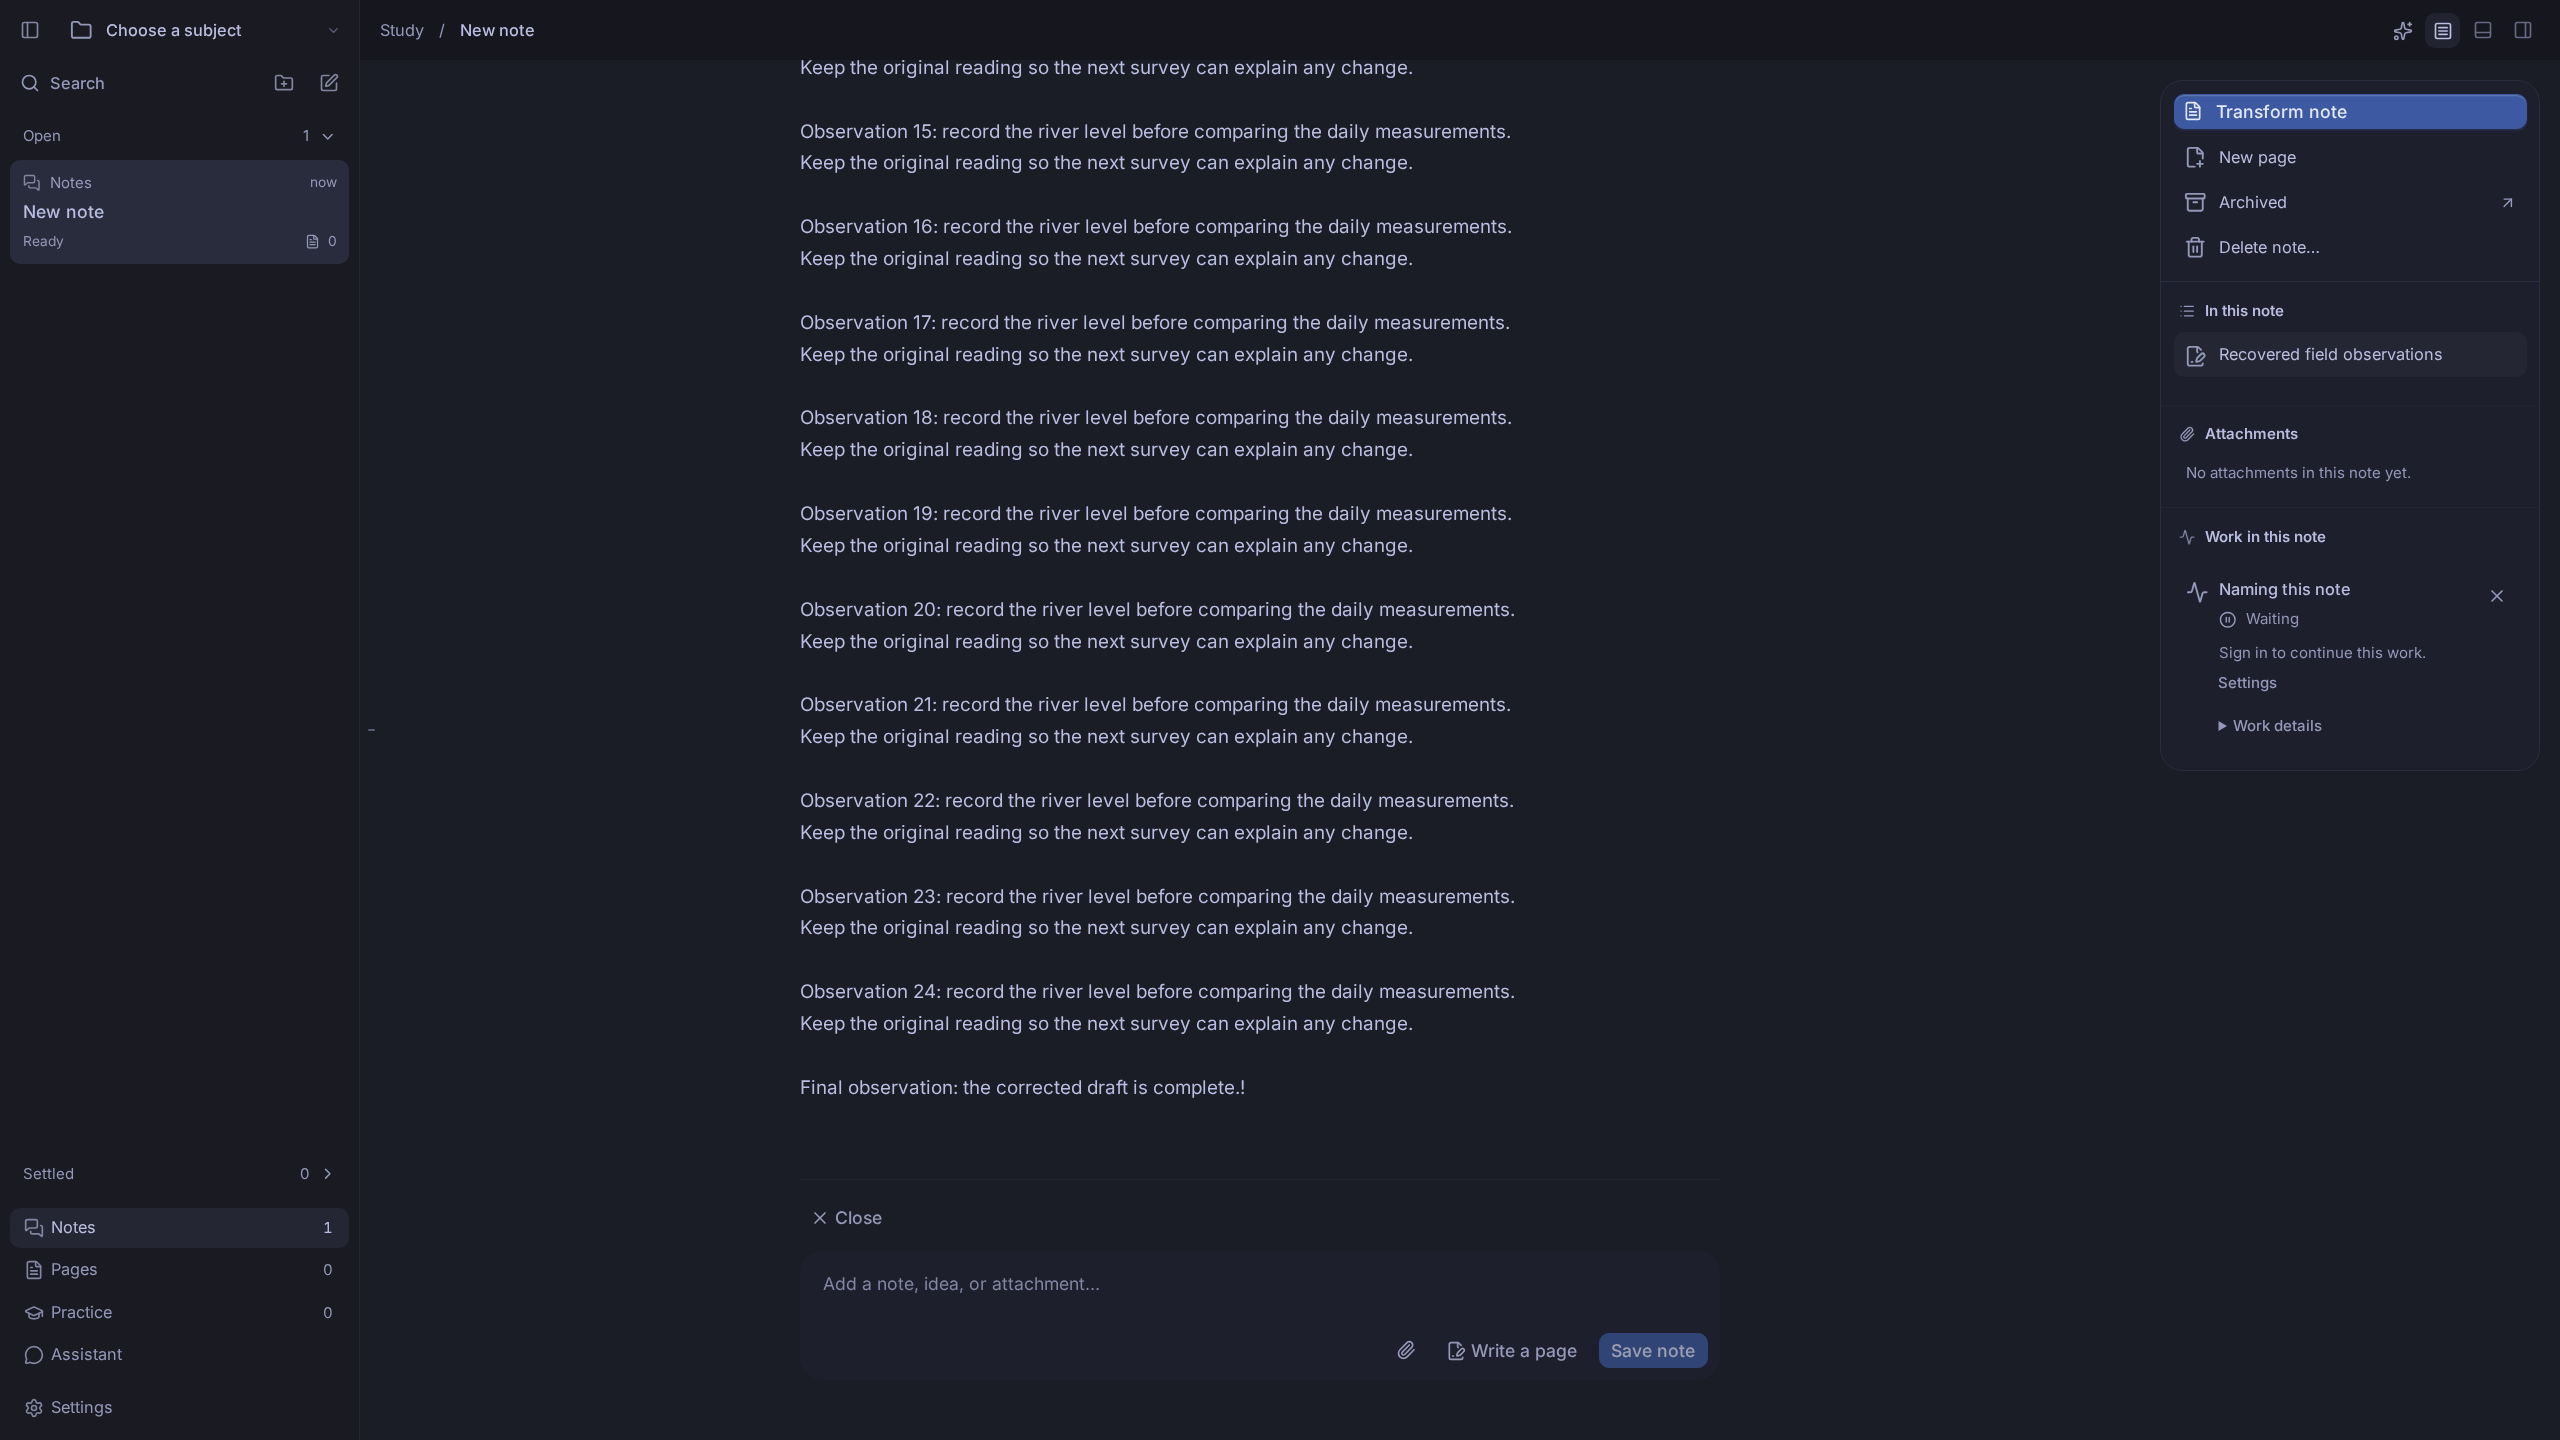 Choose a subject
Search
Open 1
Notes now
New note
Ready 0
Settled 0
Notes 1
Pages 0
Practice 0
Assistant
Settings
Study / New note
Keep the original reading so the next survey can explain any change.
Observation 15: record the river level before comparing the daily measurements.
Keep the original reading so the next survey can explain any change.
Observation 16: record the river level before comparing the daily measurements.
Keep the original reading so the next survey can explain any change.
Observation 17: record the river level before comparing the daily measurements.
Keep the original reading so the next survey can explain any change.
Observation 18: record the river level before comparing the daily measurements.
Keep the original reading so the next survey can explain any change.
Observation 19: record the river level before comparing the daily measurements.
Keep the original reading so the next survey can explain any change.
Observation 20: record the river level before comparing the daily measurements.
Keep the original reading so the next survey can explain any change.
Observation 21: record the river level before comparing the daily measurements.
Keep the original reading so the next survey can explain any change.
Observation 22: record the river level before comparing the daily measurements.
Keep the original reading so the next survey can explain any change.
Observation 23: record the river level before comparing the daily measurements.
Keep the original reading so the next survey can explain any change.
Observation 24: record the river level before comparing the daily measurements.
Keep the original reading so the next survey can explain any change.
Final observation: the corrected draft is complete.!
Close
Add a note, idea, or attachment...
Write a page Save note
Transform note
New page
Archived
Delete note...
In this note
Recovered field observations
Attachments
No attachments in this note yet.
Work in this note
Naming this note
Waiting
Sign in to continue this work.
Settings
Work details